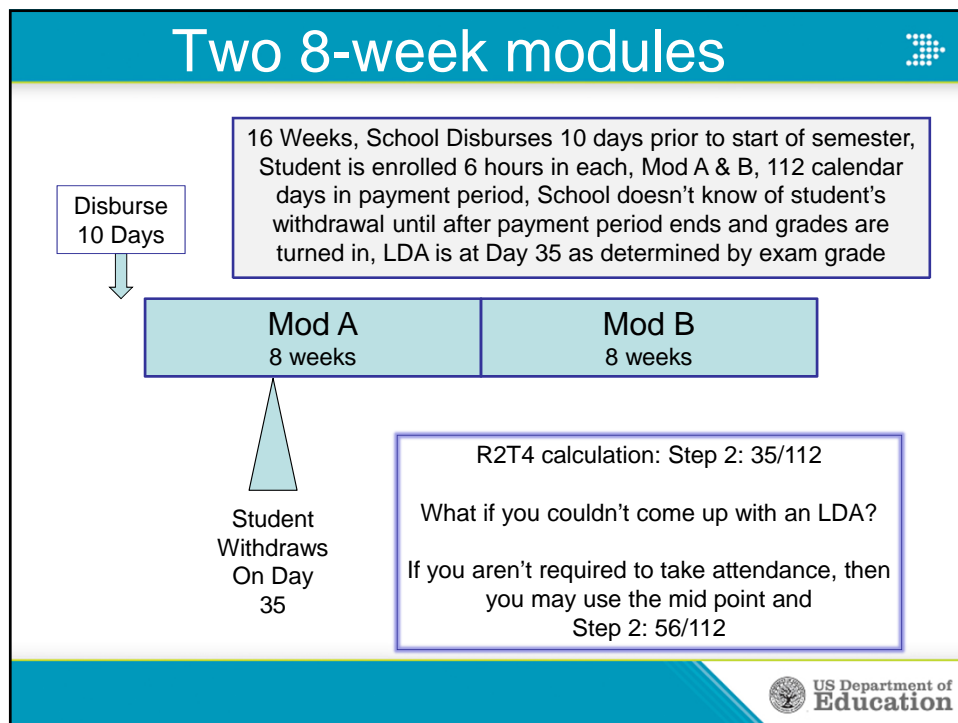 Two 8-week modules
16 Weeks, School Disburses 10 days prior to start of semester,
Student is enrolled 6 hours in each, Mod A & B, 112 calendar
days in payment period, School doesn’t know of student’s
withdrawal until after payment period ends and grades are
turned in, LDA is at Day 35 as determined by exam grade
Disburse
10 Days
Mod A
8 weeks
Mod B
8 weeks
Student
Withdraws
On Day
35
R2T4 calculation: Step 2: 35/112
What if you couldn’t come up with an LDA?
If you aren’t required to take attendance, then
you may use the mid point and
Step 2: 56/112
US Department of
Education